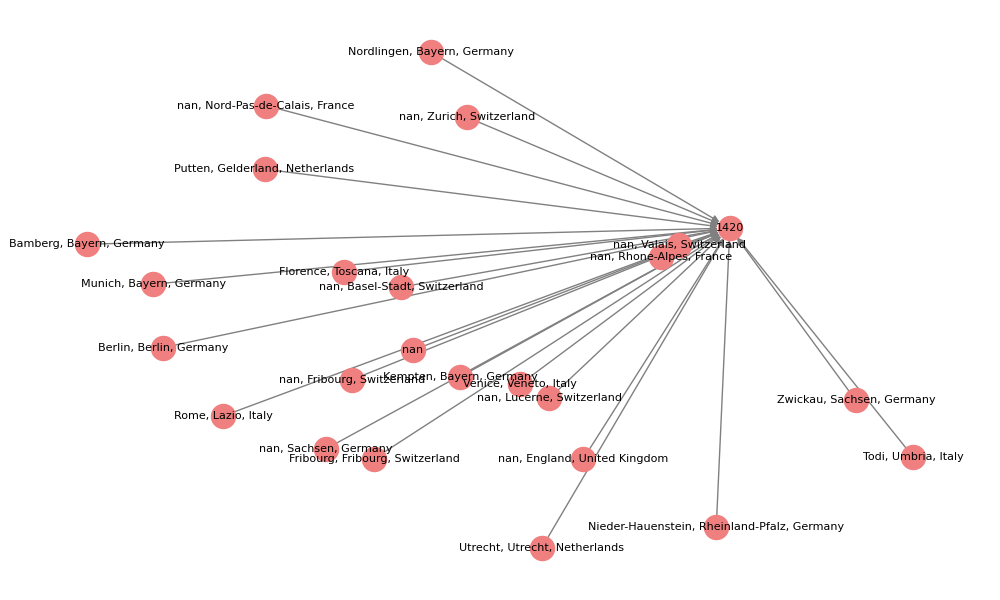 Nordlingen, Bayern, Germany
nan, Nord-Pas-de-Calais, France
nan, Zurich, Switzerland
Putten, Gelderland, Netherlands
1420
Bamberg, Bayern, Germany
nan, Valais, Switzerland
nan, Rhone-Alpes, France
Florence, Toscana, Italy
Munich, Bayern, Germany
nan, Basel-Stadt, Switzerland
Berlin, Berlin, Germany
nan
nan, Fribourg, Switzerland
Kempten, Bayern, Germany
Venice, Veneto, Italy
nan, Lucerne, Switzerland
Zwickau, Sachsen, Germany
Rome, Lazio, Italy
nan, Sachsen, Germany
Fribourg, Fribourg, Switzerland
nan, England, United Kingdom
Todi, Umbria, Italy
Nieder-Hauenstein, Rheinland-Pfalz, Germany
Utrecht, Utrecht, Netherlands